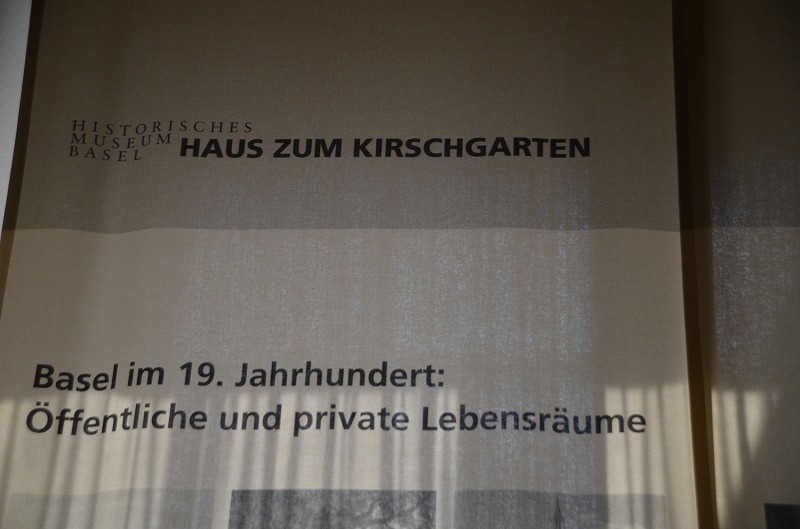 HISTORISCHES
MUSEUM
BASEL
HAUS ZUM KIRSCHGARTEN
Basel im 19. Jahrhundert:
Öffentliche und private Lebensräume